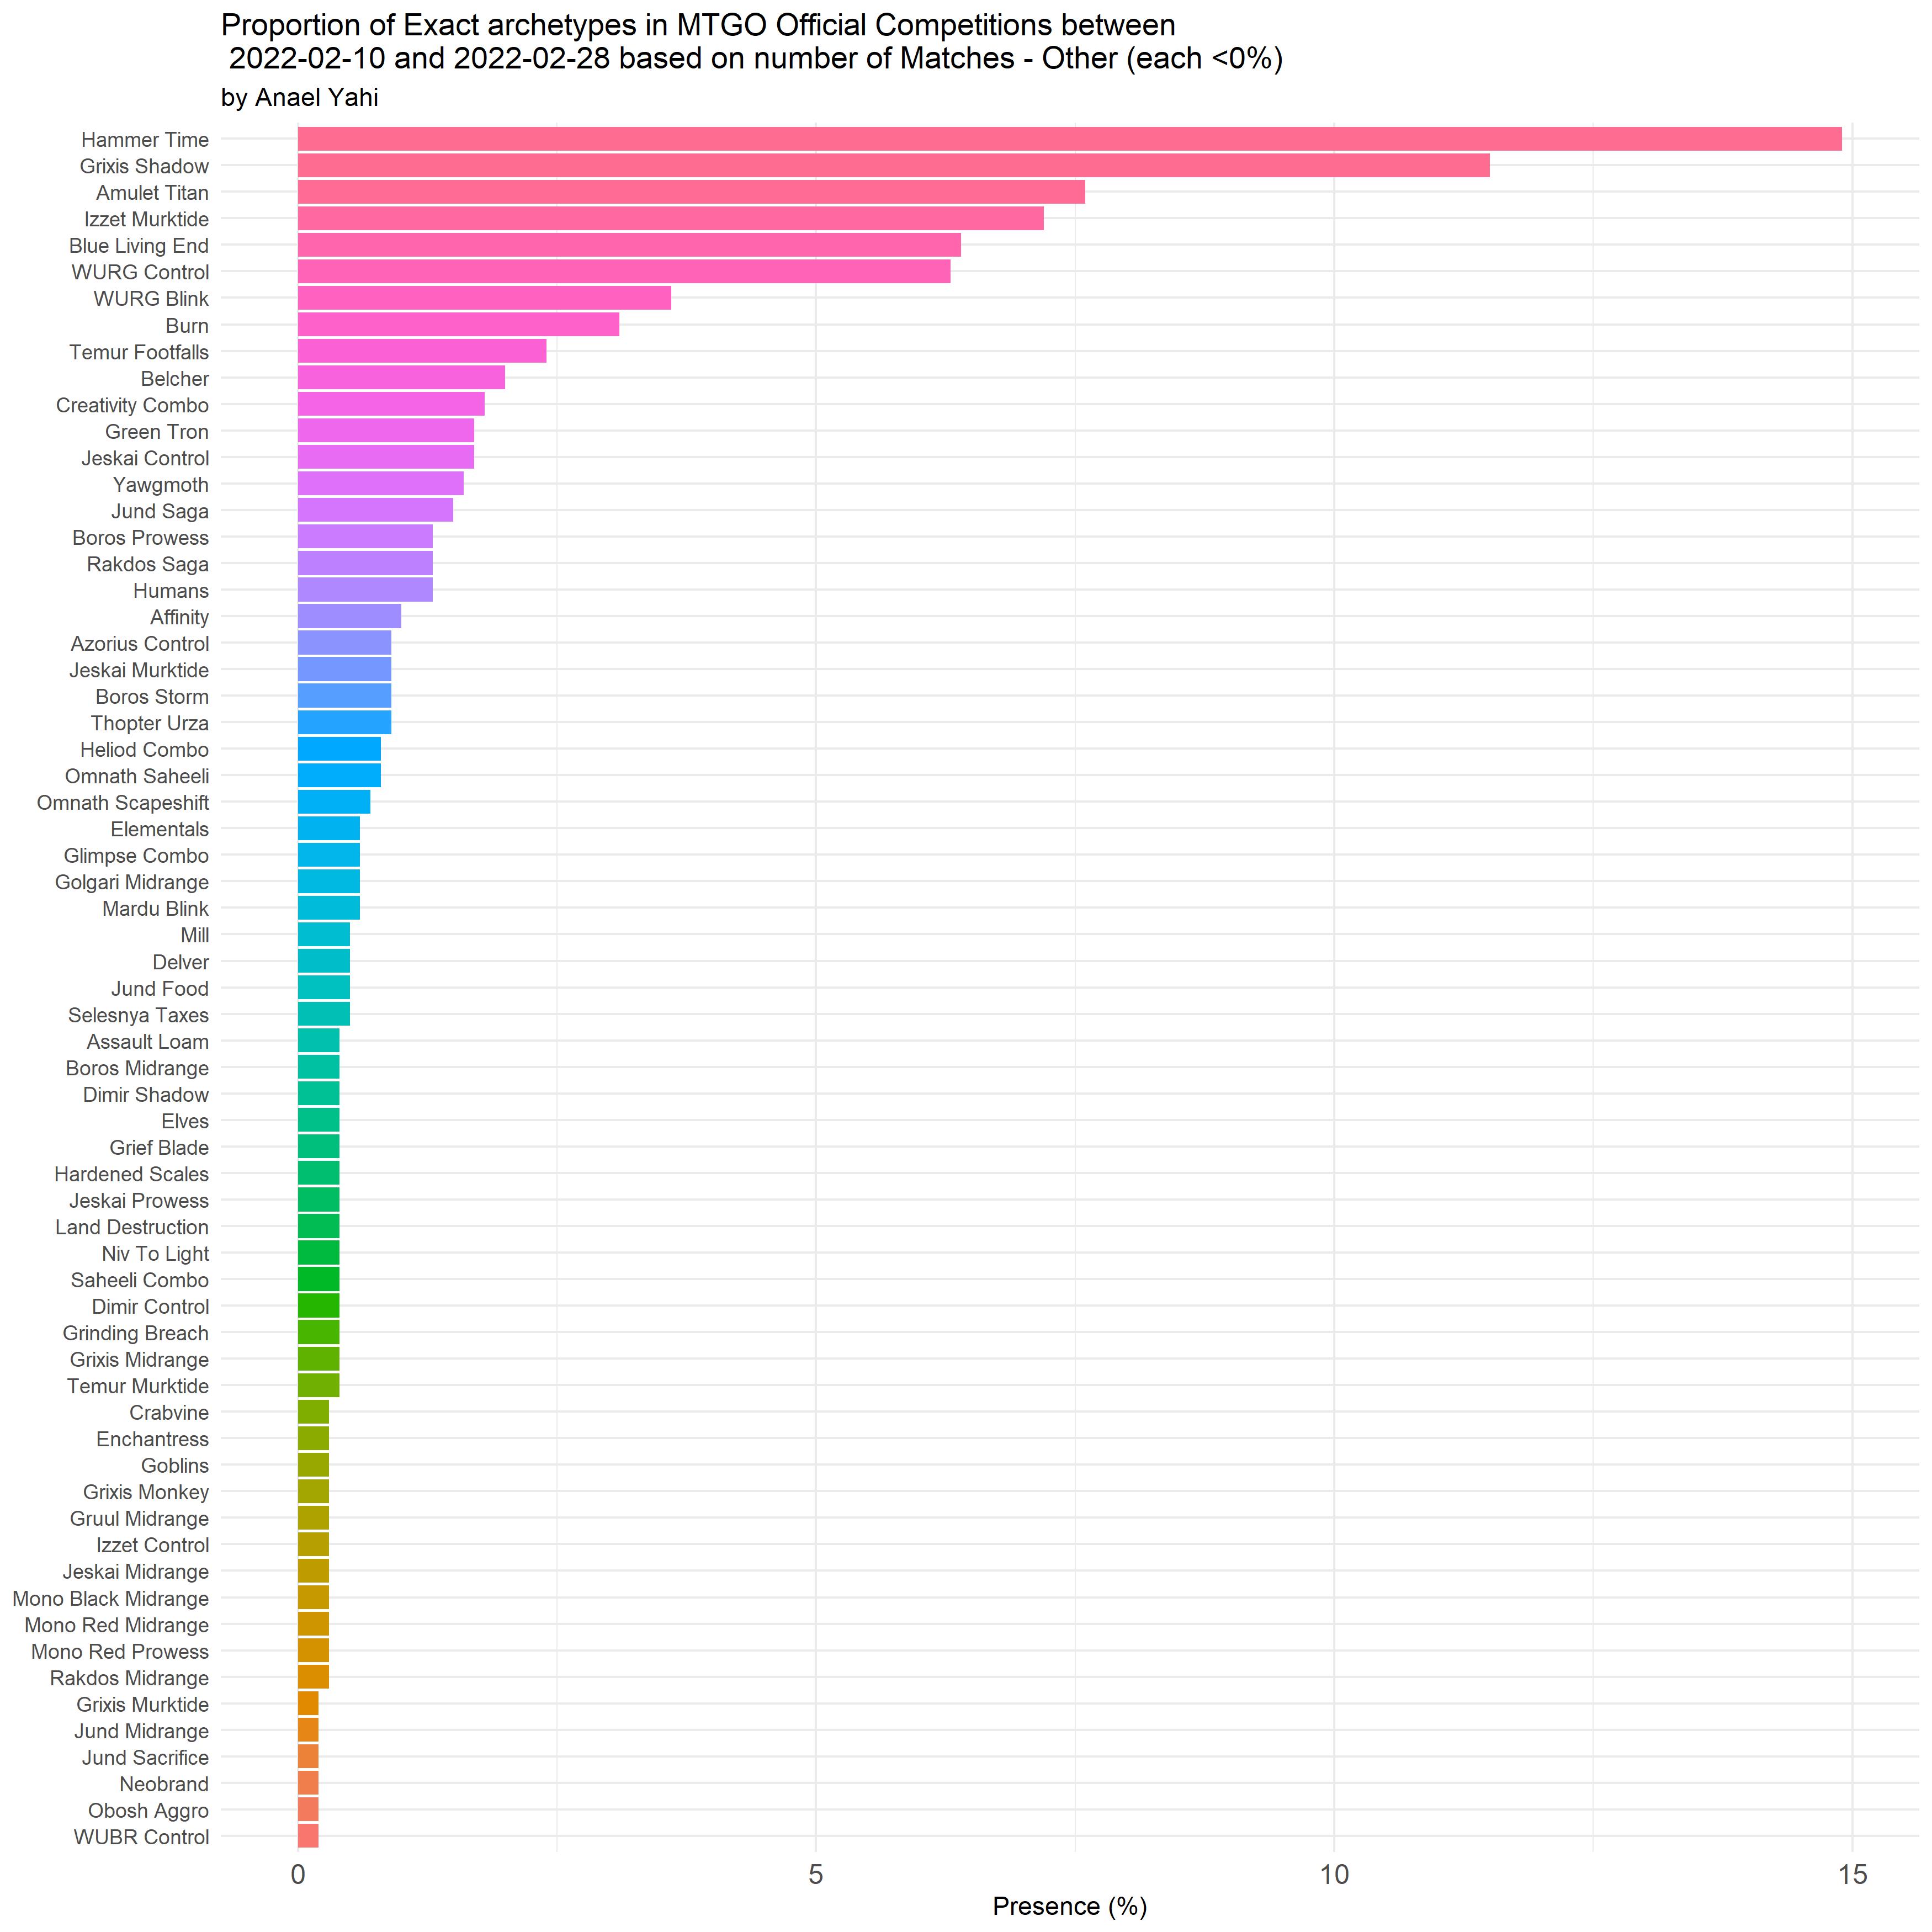 Proportion of Exact archetypes in MTGO Official Competitions between
2022-02-10 and 2022-02-28 based on number of Matches - Other (each <0%)
by Anael Yahi
Hammer Time
Grixis Shadow
Amulet Titan
Izzet Murktide
Blue Living End
WURG Control
WURG Blink
Burn
Temur Footfalls
Belcher
Creativity Combo
Green Tron
Jeskai Control
Yawgmoth
Jund Saga
Boros Prowess
Rakdos Saga
Humans
Affinity
Azorius Control
Jeskai Murktide
Boros Storm
Thopter Urza
Heliod Combo
Omnath Saheeli
Omnath Scapeshift
Elementals
Glimpse Combo
Golgari Midrange
Mardu Blink
Mill
Delver
Jund Food
Selesnya Taxes
Assault Loam
Boros Midrange
Dimir Shadow
Elves
Grief Blade
Hardened Scales
Jeskai Prowess
Land Destruction
Niv To Light
Saheeli Combo
Dimir Control
Grinding Breach
Grixis Midrange
Temur Murktide
Crabvine
Enchantress
Goblins
Grixis Monkey
Gruul Midrange
Izzet Control
Jeskai Midrange
Mono Black Midrange
Mono Red Midrange
Mono Red Prowess
Rakdos Midrange
Grixis Murktide
Jund Midrange
Jund Sacrifice
Neobrand
Obosh Aggro
WUBR Control
0 5 10 15
Presence (%)